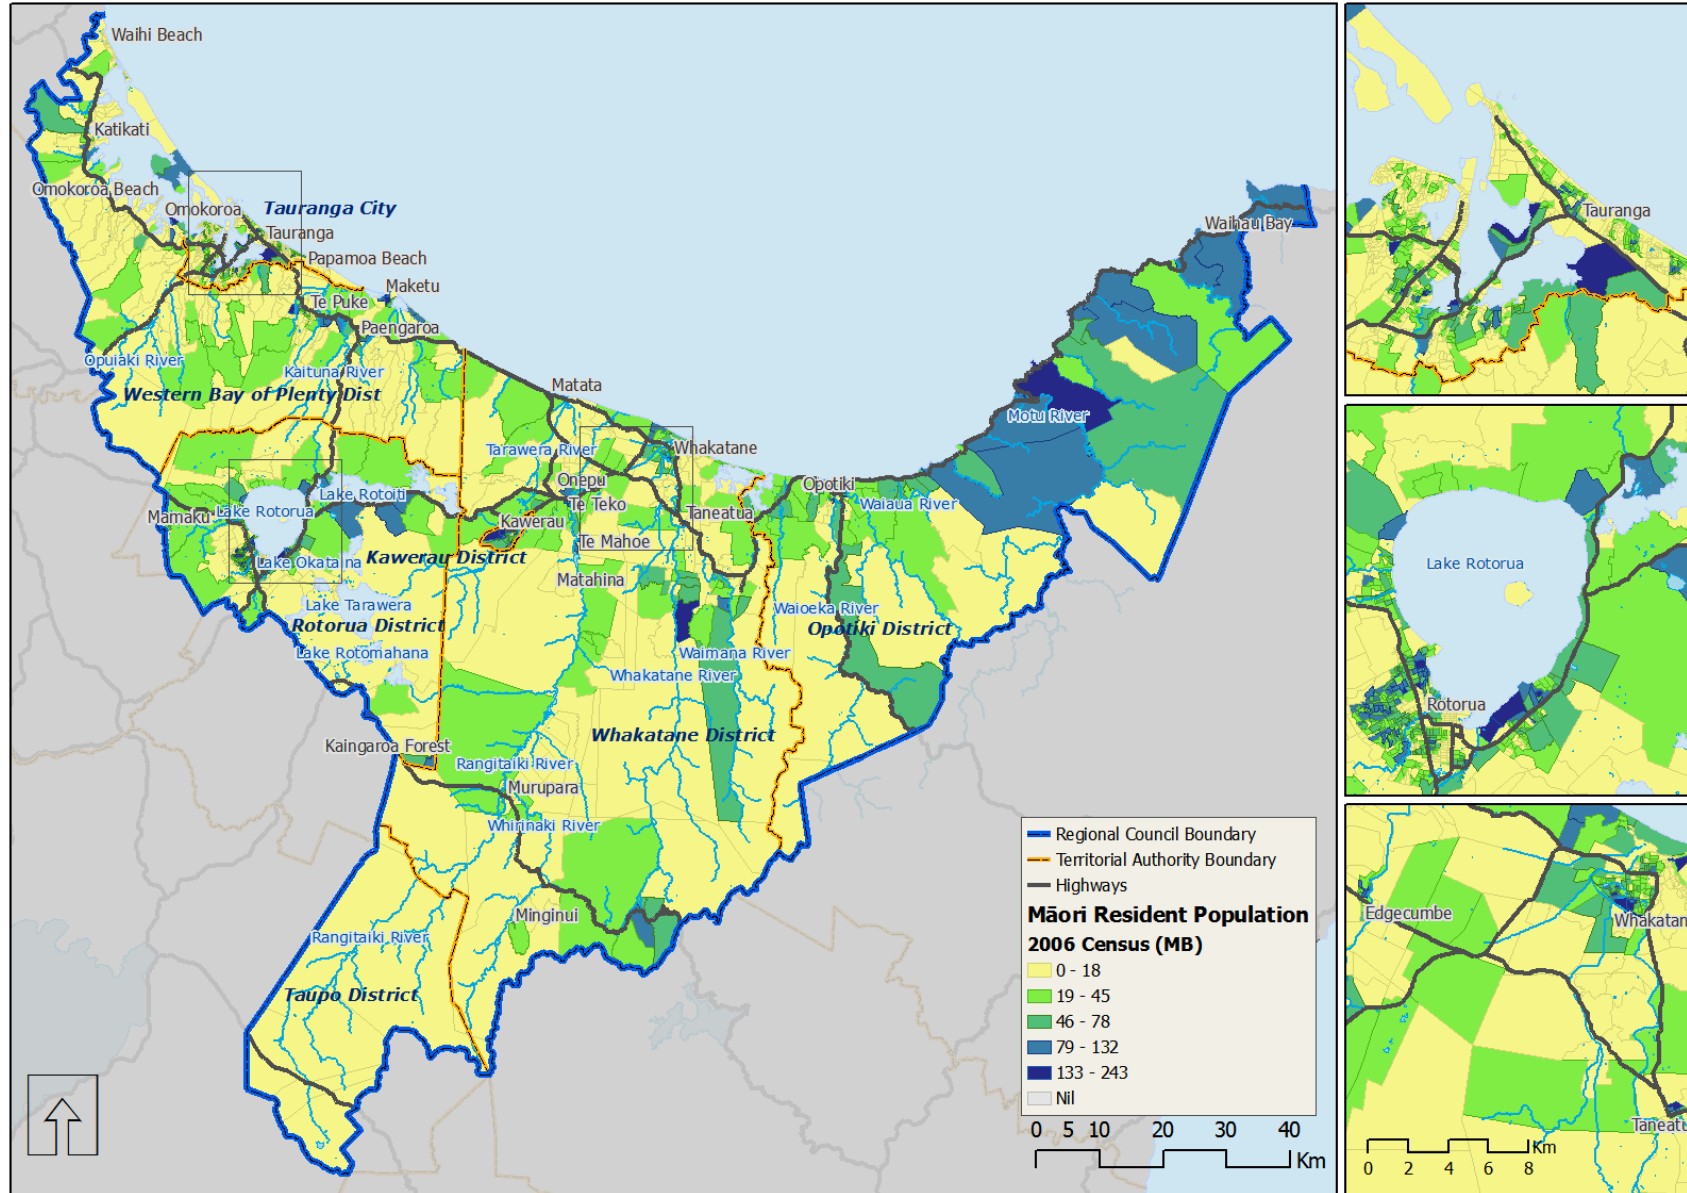 Waihi Beach
Katikati
Omokoroa Beach
Omokoroa
Tauranga City
Tauranga
Papamoa Beach
Maketu
Te Puke
Paengaroa
Opuiaki River
Kaituna River
Western Bay of Plenty Dist
Matata
Waihau Bay
Motu River
Tarawera River
Whakatane
Onepu
Opotiki
Lake Rotoiti
Mamaku
Lake Rotorua
Te Teko
Taneatua
Waiaua River
Kawerau
Te Mahoe
Lake Okataina
Kawerau District
Matahina
Lake Tarawera
Rotorua District
Waioeka River
Opotiki District
Lake Rotomahana
Waimana River
Whakatane River
Kaingaroa Forest
Whakatane District
Rangitaiki River
Murupara
Whirinaki River
Minginui
Rangitaiki River
Taupo District
Regional Council Boundary
Territorial Authority Boundary
Highways
Māori Resident Population
2006 Census (MB)
0 - 18
19 - 45
46 - 78
79 - 132
133 - 243
Nil
0 5 10 20 30 40
Km
Tauranga
Lake Rotorua
Rotorua
Edgecumbe
Whakatan
Taneatu
Km
0 2 4 6 8